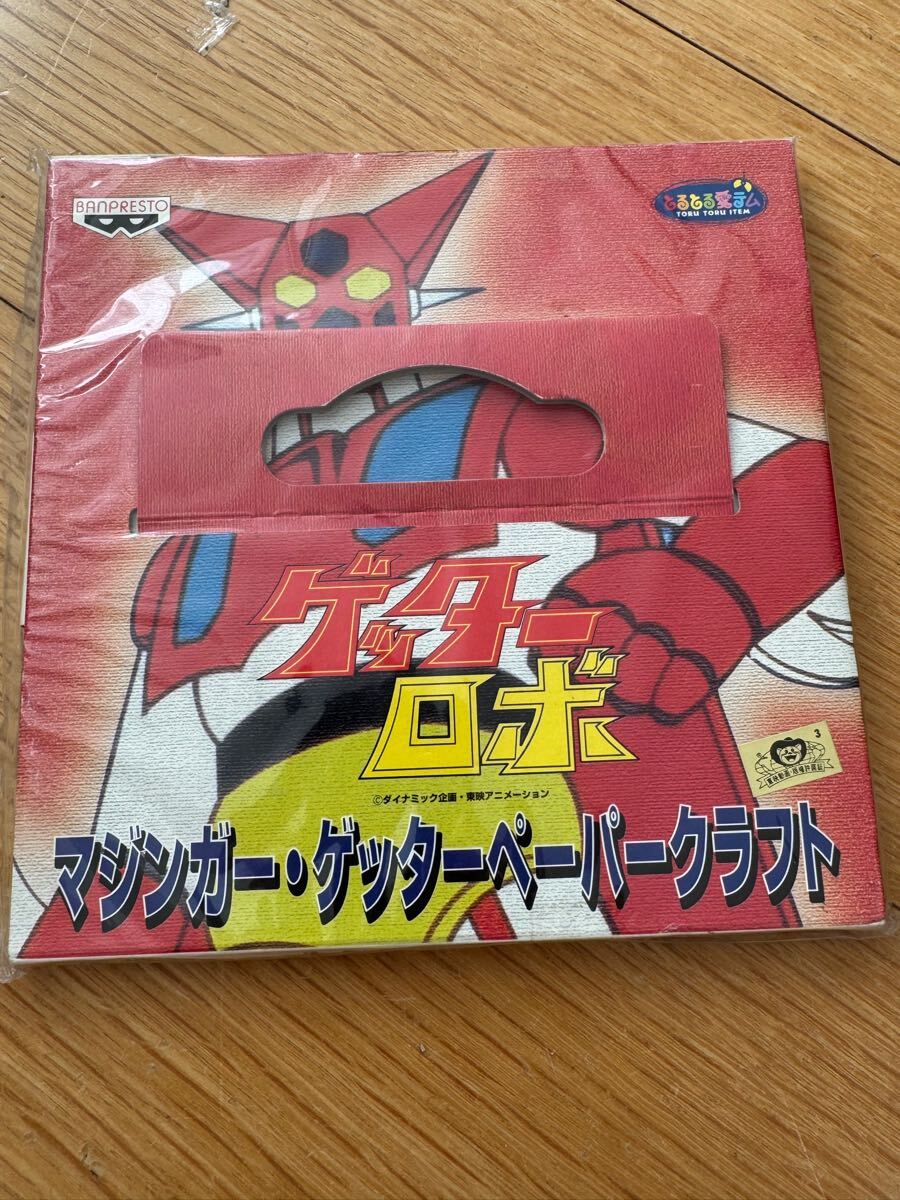 BANPRESTO
とるとる愛デム
TORU TORU ITEM
ゲッター
ロボ
©ダイナミック企画・東映アニメーション
3
マジンガー・ゲッターペーパークラフト